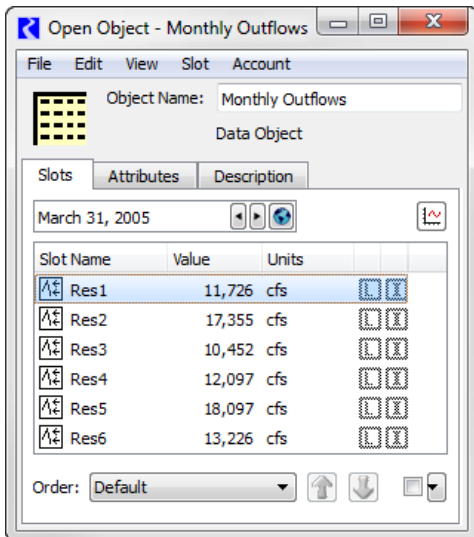 Open Object - Monthly Outflows
File Edit View Slot Account
Object Name: Monthly Outflows
Data Object
Slots Attributes Description
March 31, 2005
Slot Name Value Units
Res1 11,726 cfs
Res2 17,355 cfs
Res3 10,452 cfs
Res4 12,097 cfs
Res5 18,097 cfs
Res6 13,226 cfs
Order: Default